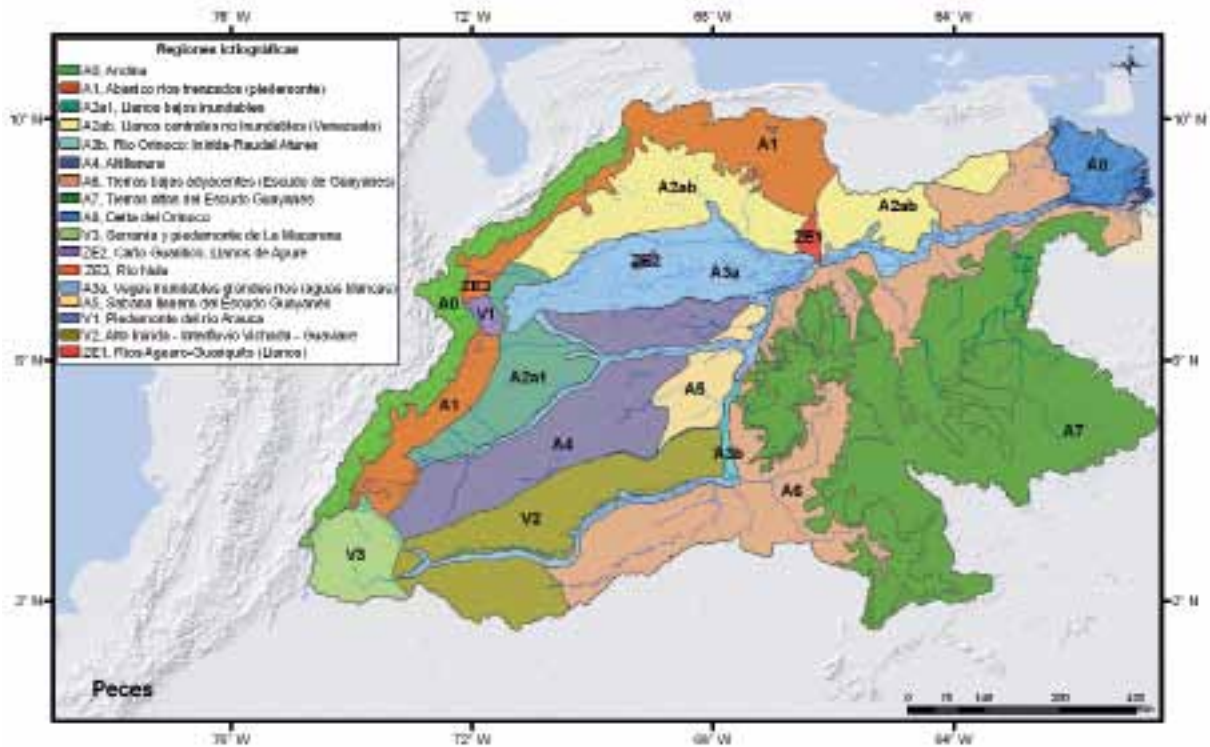 76° W
72° W
64° W
Regiones ictiográficas
A0, Andina
A1, Abanico ríos trenzados (piedemonte)
A2a1, Llanos bajos inundables
A2ab, Llanos centrales no inundables (Venezuela)
A3b, Río Orinoco: Inírida-Raudal Atures
A4, Altillanura
A6, Tierras bajas adyacentes (Escudo de Guayanés)
A7, Tierras altas del Escudo Guayanés
A8, Delta del Orinoco
V3, Serranía y piedemonte de La Macarena
ZE2, Caño Guaritico, Llanos de Apure
ZE3, Río Nula
A3a, Vegas inundables grandes ríos (aguas blancas)
A5, Sabana llanera del Escudo Guayanés
V1, Piedemonte del río Arauca
V2, Alto Inírida - Interfluvio Vichada - Guaviare
ZE1, Ríos Aguaro-Guariquito (Llanos)
10° N
10° N
A1
A8
A2ab
A2ab
ZE1
ZE2
A3a
ZE3
A0
V1
A2a1
A5
A1
A4
A7
A3b
A6
V2
V3
2° N
2° N
Peces
0
400
76° W
72° W
64° W